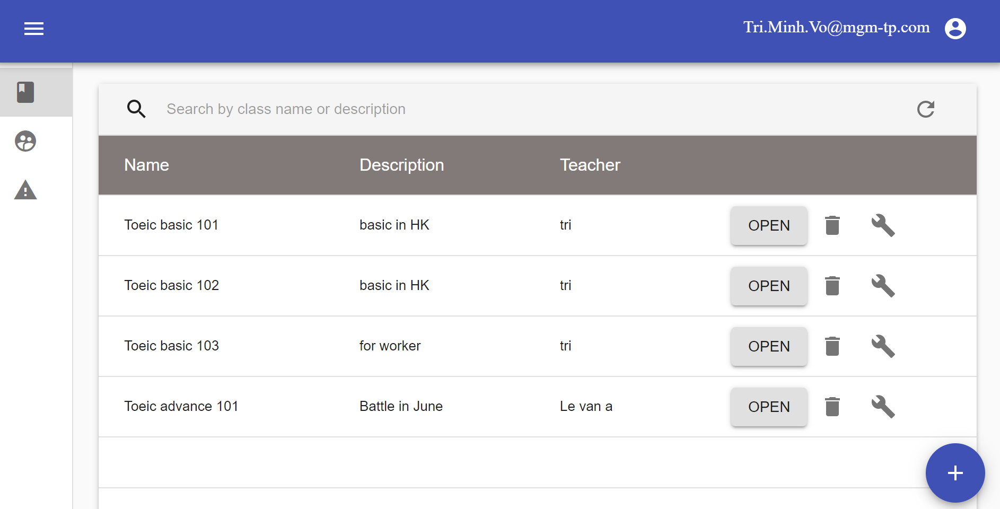 Tri.Minh.Vo@mgm-tp.com
Search by class name or description
Name Description Teacher
Toeic basic 101 basic in HK tri OPEN
Toeic basic 102 basic in HK tri OPEN
Toeic basic 103 for worker tri OPEN
Toeic advance 101 Battle in June Le van a OPEN